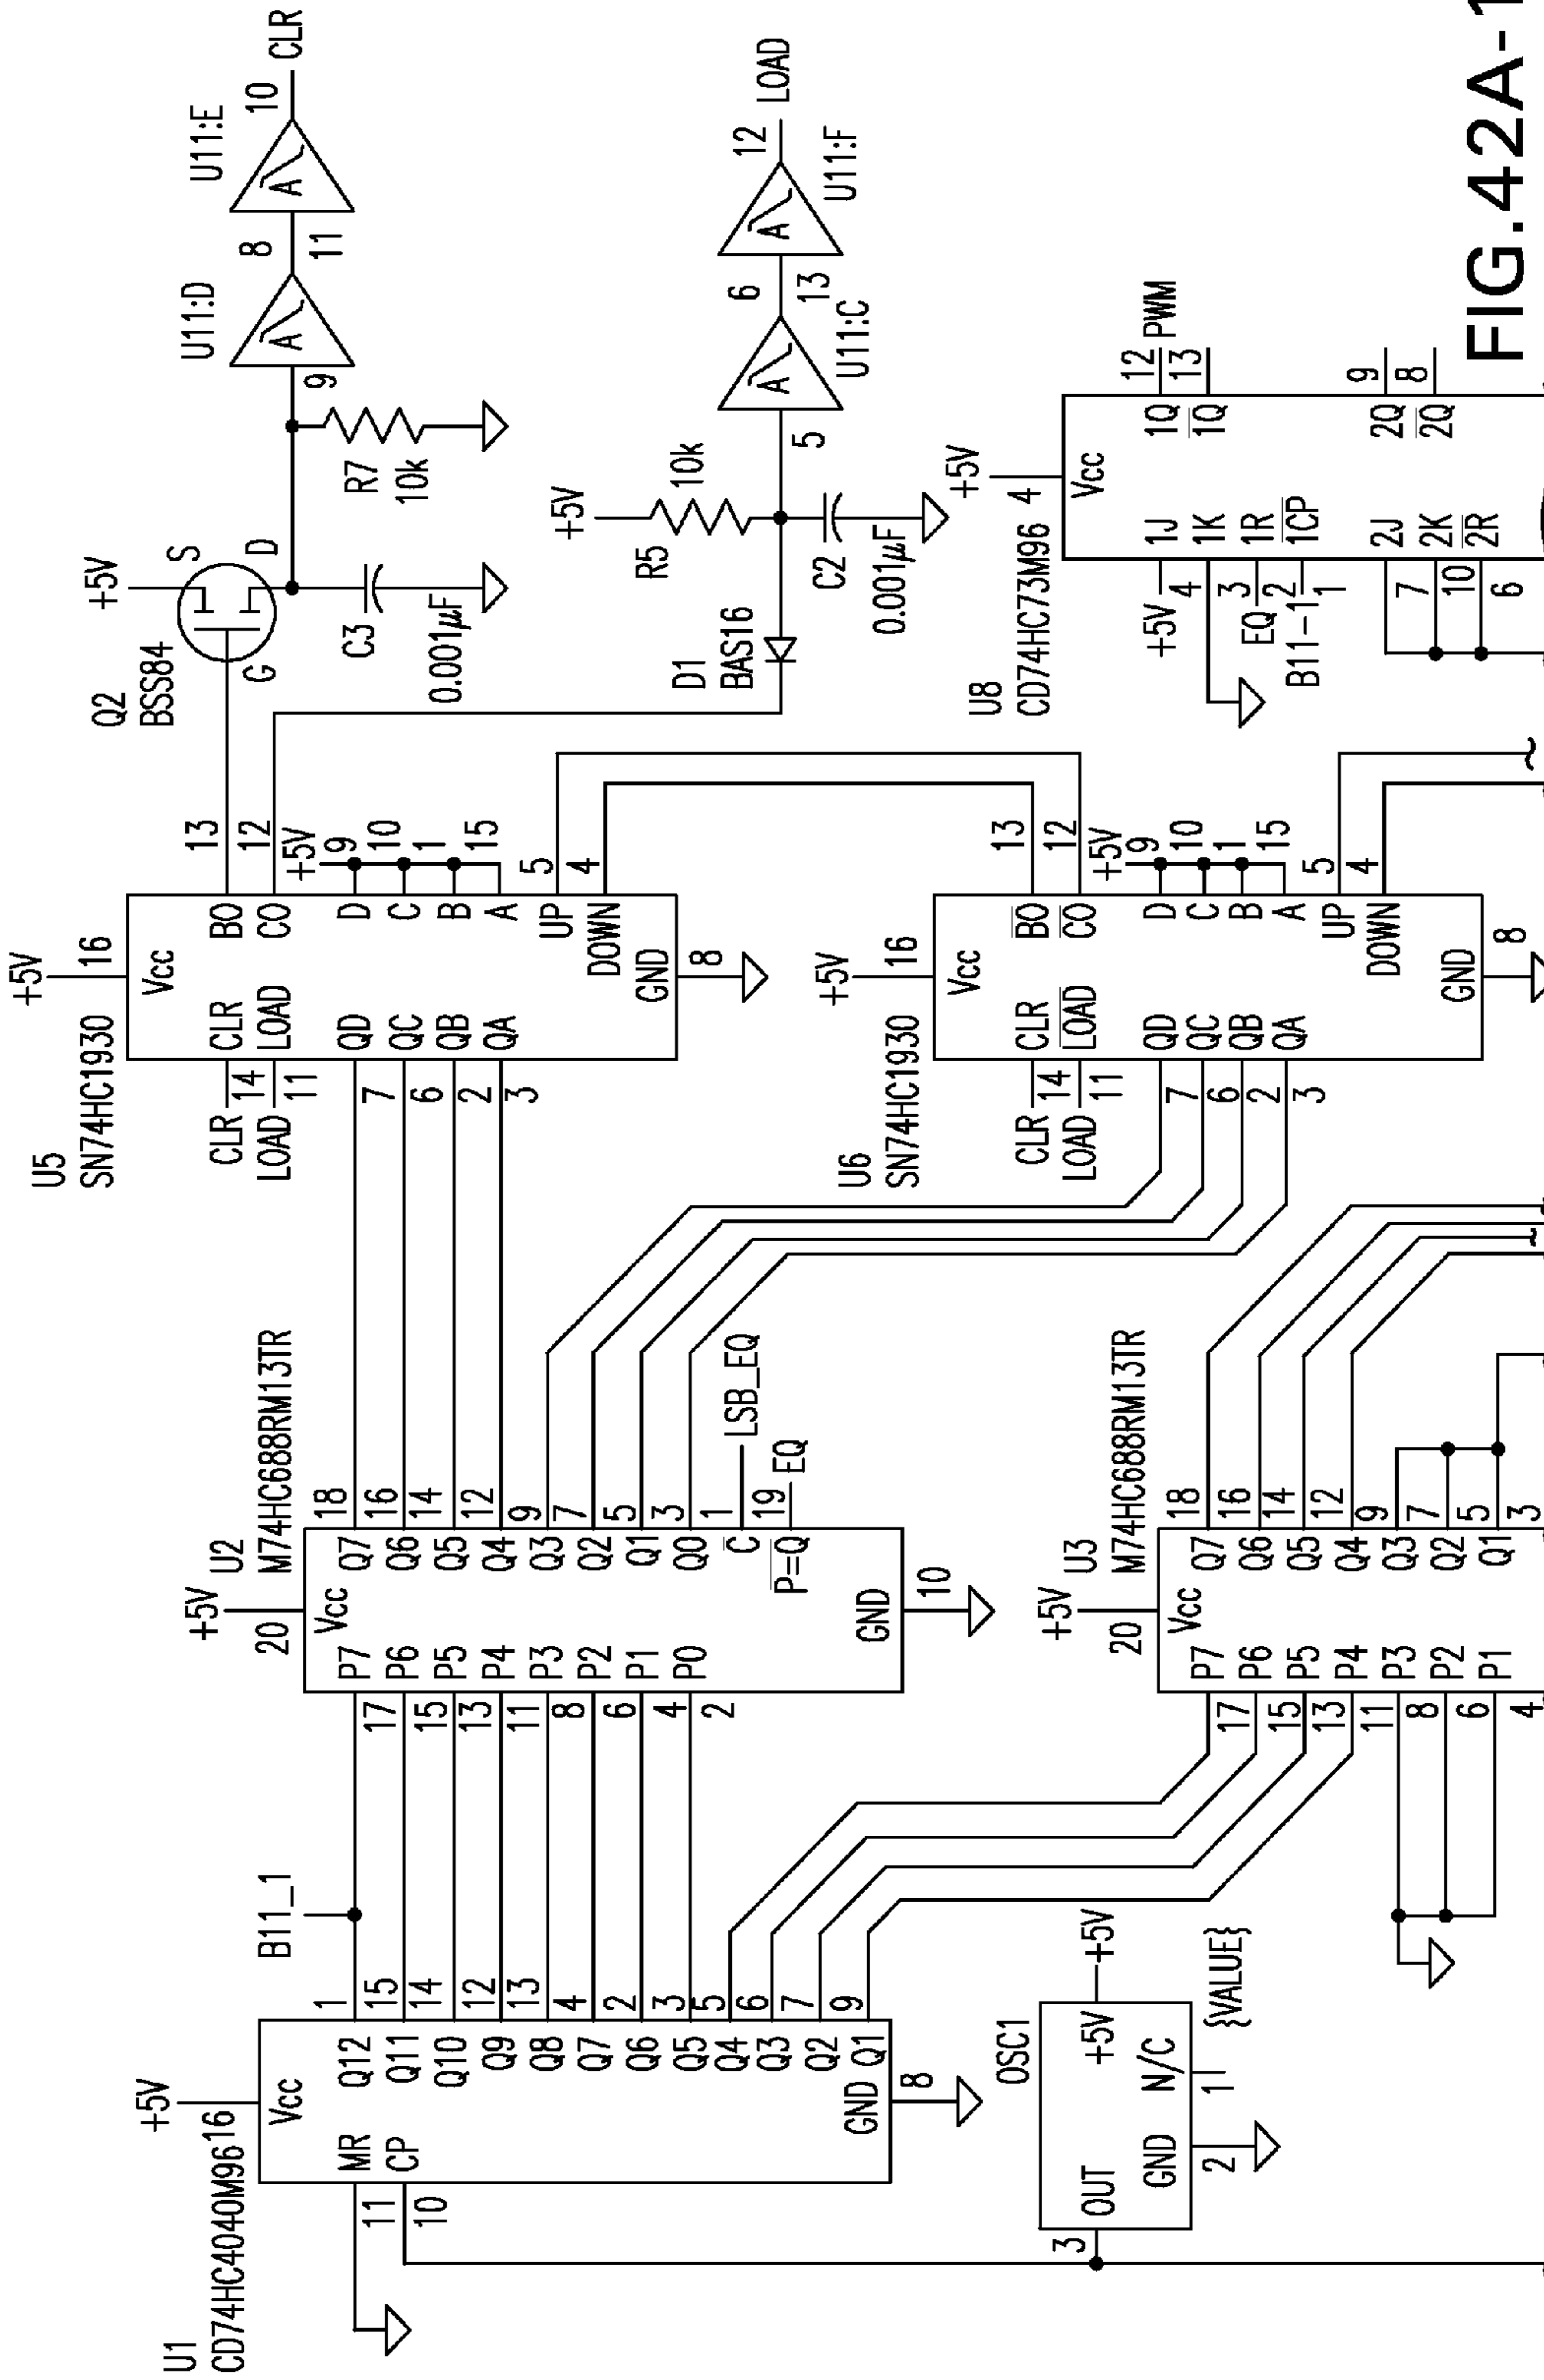 U1
CD74HC4040M96
+5V
16
Vcc
MR
CP
11
10
Q12
Q11
Q10
Q9
Q8
Q7
Q6
Q5
Q4
Q3
Q2
Q1
GND
1
15
14
12
13
4
2
3
5
6
7
9
8
B11_1
OSC1
OUT
+5V
+5V
GND
N/C
3
2
1
{VALUE}
U2
M74HC688RM13TR
+5V
20
Vcc
P7
P6
P5
P4
P3
P2
P1
P0
17
15
13
11
8
6
4
2
Q7
Q6
Q5
Q4
Q3
Q2
Q1
Q0
C̅
P̅=̅Q̅
GND
18
16
14
12
9
7
5
3
1
19
10
LSB_EQ
EQ
U3
M74HC688RM13TR
+5V
20
Vcc
P7
P6
P5
P4
P3
P2
P1
17
15
13
11
8
6
4
Q7
Q6
Q5
Q4
Q3
Q2
Q1
18
16
14
12
9
7
5
3
U5
SN74HC1930
+5V
16
Vcc
CLR
LOAD
14
11
CLR
LOAD
QD
QC
QB
QA
7
6
2
3
BO
CO
D
C
B
A
UP
DOWN
GND
13
12
+5V
9
10
1
15
5
4
8
U6
SN74HC1930
+5V
16
Vcc
CLR
LOAD
14
11
CLR
L̅O̅A̅D̅
QD
QC
QB
QA
7
6
2
3
B̅O̅
C̅O̅
D
C
B
A
UP
DOWN
GND
13
12
+5V
9
10
1
15
5
4
8
Q2
BSS84
+5V
S
D
G
C3
0.001µF
R7
10k
9
U11:D
A
8
11
U11:E
A
10
CLR
D1
BAS16
+5V
R5
10k
C2
0.001µF
5
U11:C
A
6
13
U11:F
A
12
LOAD
U8
CD74HC73M96
+5V
4
Vcc
+5V
4
3
EQ
2
B11-1
1
1J
1K
1R
1̅C̅P̅
2J
2K
2̅R̅
7
10
6
1Q
1̅Q̅
2Q
2̅Q̅
12
PWM
13
9
8
FIG.42A-1